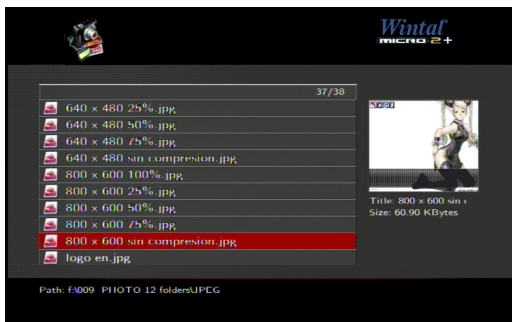 Wintal
MICRO 2+
37/38
640 x 480 25%.jpg
640 x 480 50%.jpg
640 x 480 75%.jpg
640 x 480 sin compresion.jpg
800 x 600 100%.jpg
800 x 600 25%.jpg
800 x 600 50%.jpg
800 x 600 75%.jpg
800 x 600 sin compresion.jpg
logo en.jpg
Title: 800 x 600 sin c
Size: 60.90 KBytes
Path: f:\009 PHOTO 12 folders\JPEG